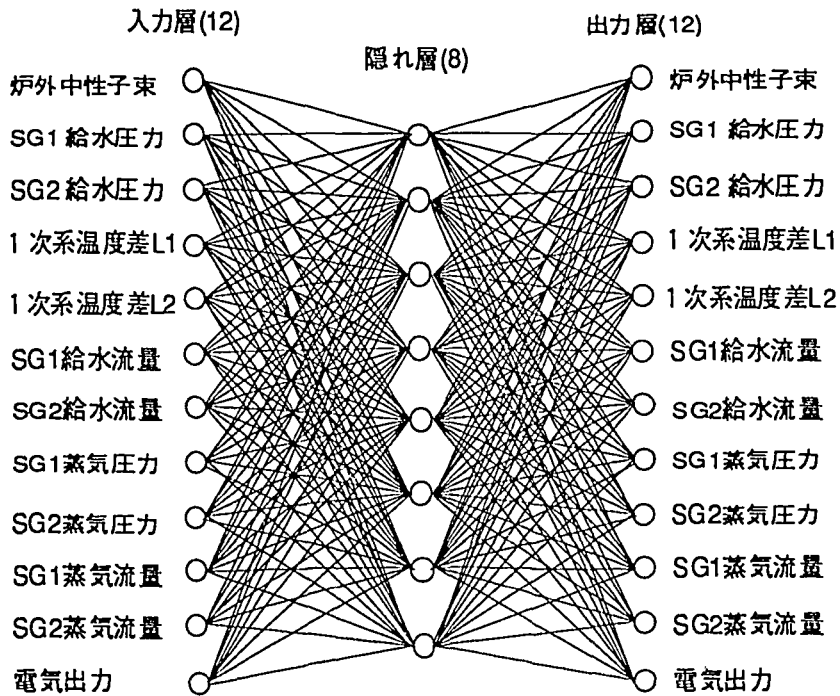 入力層(12)
炉外中性子束
SG1 給水圧力
SG2 給水圧力
1 次系温度差L1
1 次系温度差L2
SG1給水流量
SG2給水流量
SG1蒸気圧力
SG2蒸気圧力
SG1蒸気流量
SG2蒸気流量
電気出力
隠れ層(8)
出力層(12)
炉外中性子束
SG1 給水圧力
SG2 給水圧力
1 次系温度差L1
1 次系温度差L2
SG1給水流量
SG2給水流量
SG1蒸気圧力
SG2蒸気圧力
SG1蒸気流量
SG2蒸気流量
電気出力